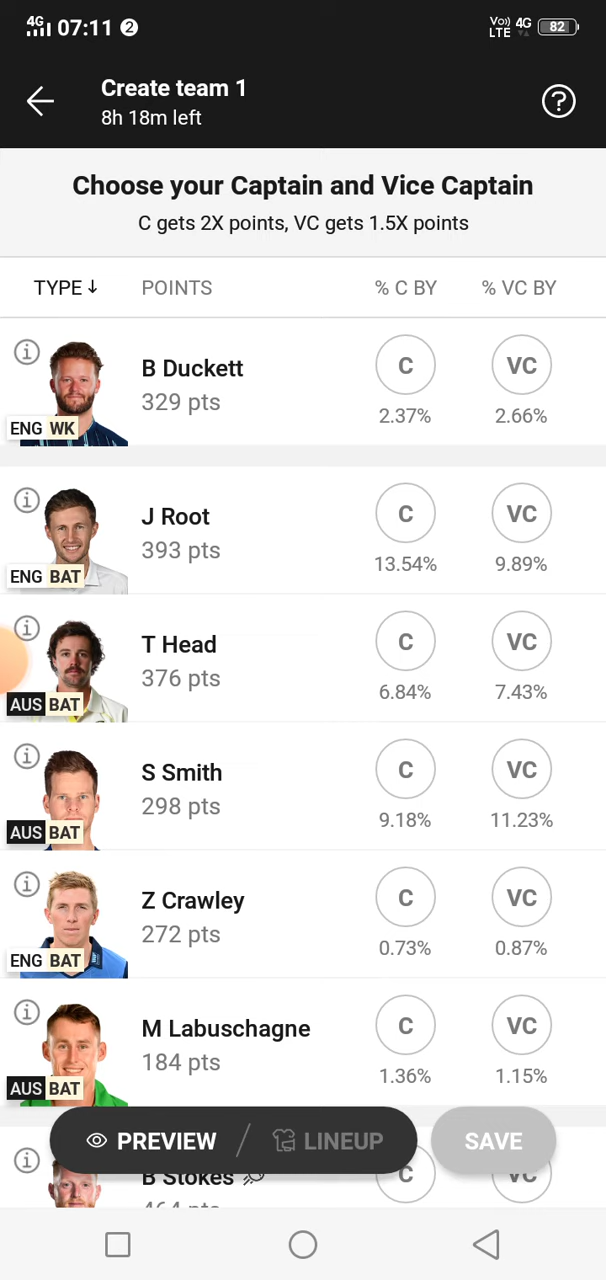 4G 07:11 2 Vo) LTE 4G 82
Create team 1
8h 18m left
?
Choose your Captain and Vice Captain
C gets 2X points, VC gets 1.5X points
TYPE↓ POINTS % C BY % VC BY
i
B Duckett C VC
329 pts 2.37% 2.66%
ENG WK
i
J Root C VC
393 pts 13.54% 9.89%
ENG BAT
i
T Head C VC
376 pts 6.84% 7.43%
AUS BAT
i
S Smith C VC
298 pts 9.18% 11.23%
AUS BAT
i
Z Crawley C VC
272 pts 0.73% 0.87%
ENG BAT
i
M Labuschagne C VC
184 pts 1.36% 1.15%
AUS BAT
PREVIEW / LINEUP SAVE
i
B Stokes C VC
464 pts